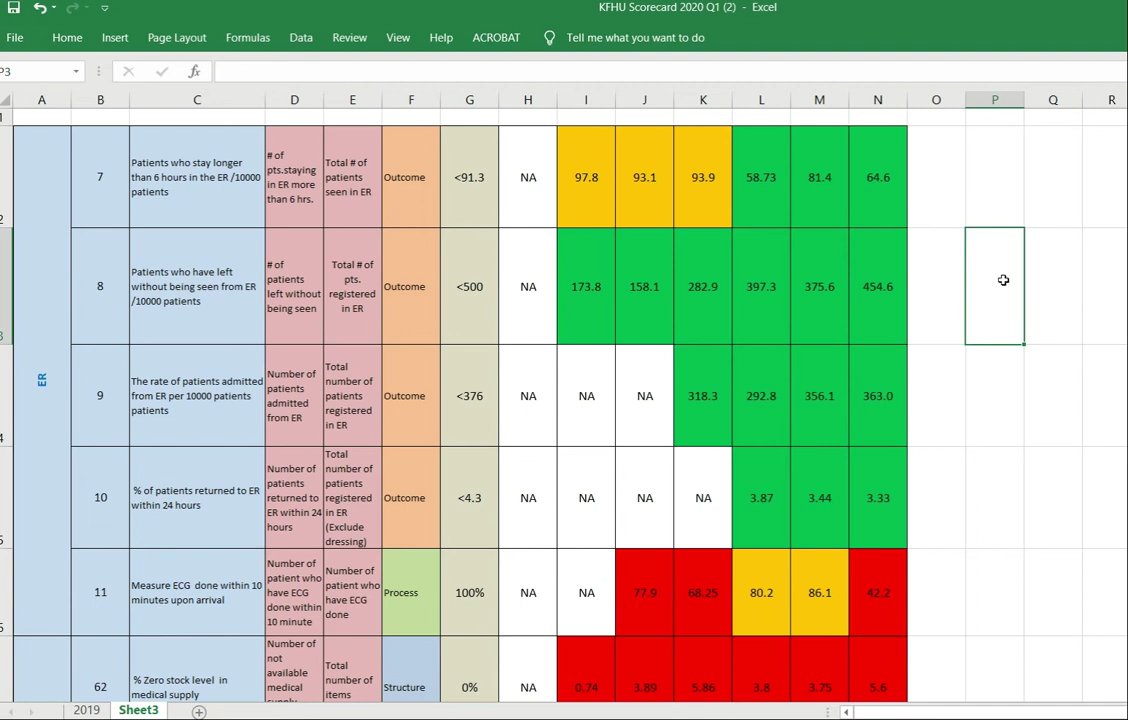 KFHU Scorecard 2020 Q1 (2) - Excel
File Home Insert Page Layout Formulas Data Review View Help ACROBAT Tell me what you want to do
P3 fx
A B C D E F G H I J K L M N O P Q R
1
2
3
4
5
6
ER
7
Patients who stay longer
than 6 hours in the ER /10000
patients
# of
pts.staying
in ER more
than 6 hrs.
Total # of
patients
seen in ER
Outcome
<91.3
NA
97.8
93.1
93.9
58.73
81.4
64.6
8
Patients who have left
without being seen from ER
/10000 patients
# of
patients
left without
being seen
Total # of
pts.
registered
in ER
Outcome
<500
NA
173.8
158.1
282.9
397.3
375.6
454.6
9
The rate of patients admitted
from ER per 10000 patients
patients
Number of
patients
admitted
from ER
Total
number of
patients
registered
in ER
Outcome
<376
NA
NA
NA
318.3
292.8
356.1
363.0
10
% of patients returned to ER
within 24 hours
Number of
patients
returned to
ER within 24
hours
Total
number of
patients
registered
in ER
(Exclude
dressing)
Outcome
<4.3
NA
NA
NA
NA
3.87
3.44
3.33
11
Measure ECG done within 10
minutes upon arrival
Number of
patient who
have ECG
done within
10 minute
Number of
patient who
have ECG
done
Process
100%
NA
NA
77.9
68.25
80.2
86.1
42.2
62
% Zero stock level in
medical supply
Number of
not
available
medical
supply
Total
number of
items
Structure
0%
NA
0.74
3.89
5.86
3.8
3.75
5.6
2019 Sheet3